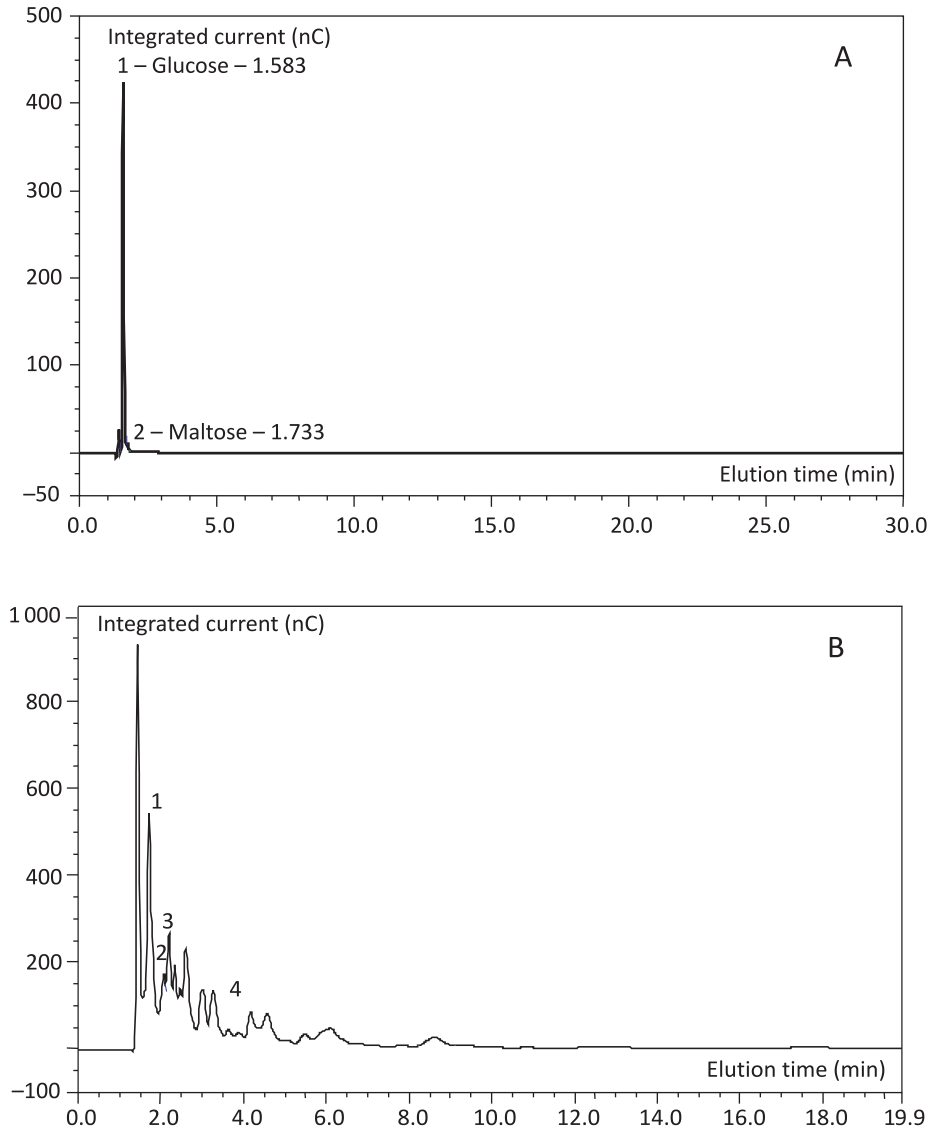 500
Integrated current (nC)
A
1 – Glucose – 1.583
400
300
200
100
2 – Maltose – 1.733
Elution time (min)
–50
0.0 5.0 10.0 15.0 20.0 25.0 30.0
1 000
Integrated current (nC)
B
800
600
1
400
3
200
2
4
Elution time (min)
–100
0.0 2.0 4.0 6.0 8.0 10.0 12.0 14.0 16.0 18.0 19.9